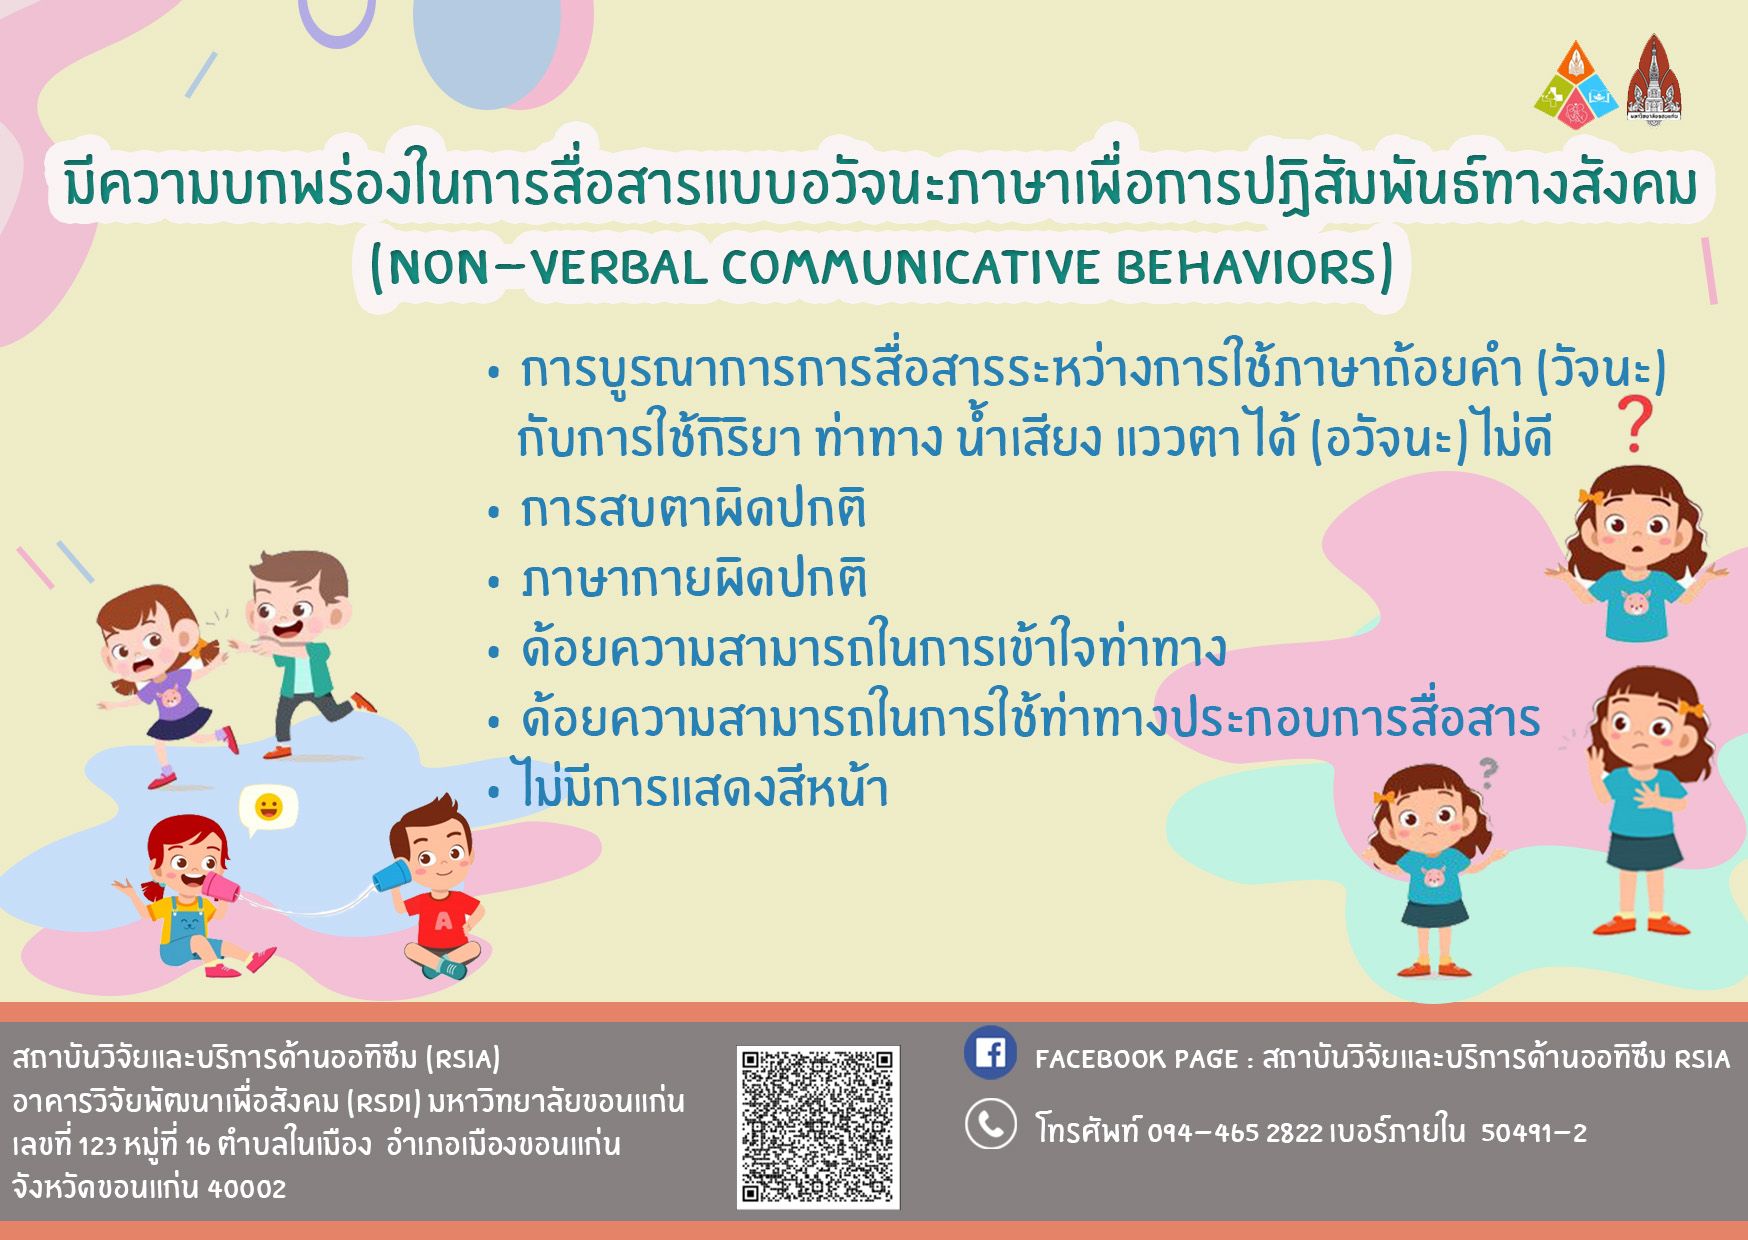 มหาวิทยาลัยขอนแก่น
มีความบกพร่องในการสื่อสารแบบอวัจนะภาษาเพื่อการปฎิสัมพันธ์ทางสังคม
(NON-VERBAL COMMUNICATIVE BEHAVIORS)
• การบูรณาการการสื่อสารระหว่างการใช้ภาษาถ้อยคำ (วัจนะ)
กับการใช้กิริยา ท่าทาง น้ำเสียง แววตาได้ (อวัจนะ)ไม่ดี
?
• การสบตาผิดปกติ
• ภาษากายผิดปกติ
• ด้อยความสามารถในการเข้าใจท่าทาง
• ด้อยความสามารถในการใช้ท่าทางประกอบการสื่อสาร
?
• ไม่มีการแสดงสีหน้า
A
สถาบันวิจัยและบริการด้านออทิซึม (RSIA)
อาคารวิจัยพัฒนาเพื่อสังคม (RSDI) มหาวิทยาลัยขอนแก่น
เลขที่ 123 หมู่ที่ 16 ตำบลในเมือง อำเภอเมืองขอนแก่น
จังหวัดขอนแก่น 40002
FACEBOOK PAGE : สถาบันวิจัยและบริการด้านออทิซึม RSIA
โทรศัพท์ 094-465 2822 เบอร์ภายใน 50491-2